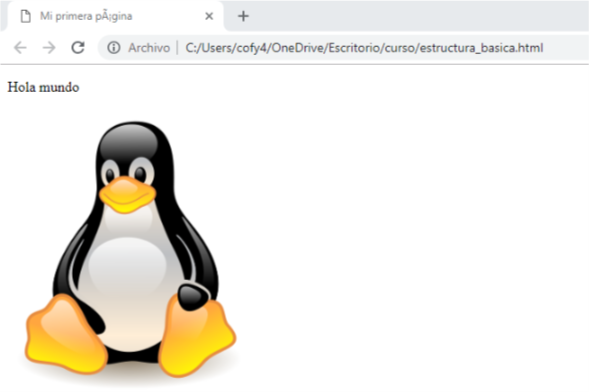 Mi primera pÃ¡gina
Archivo | C:/Users/cofy4/OneDrive/Escritorio/curso/estructura_basica.html
Hola mundo